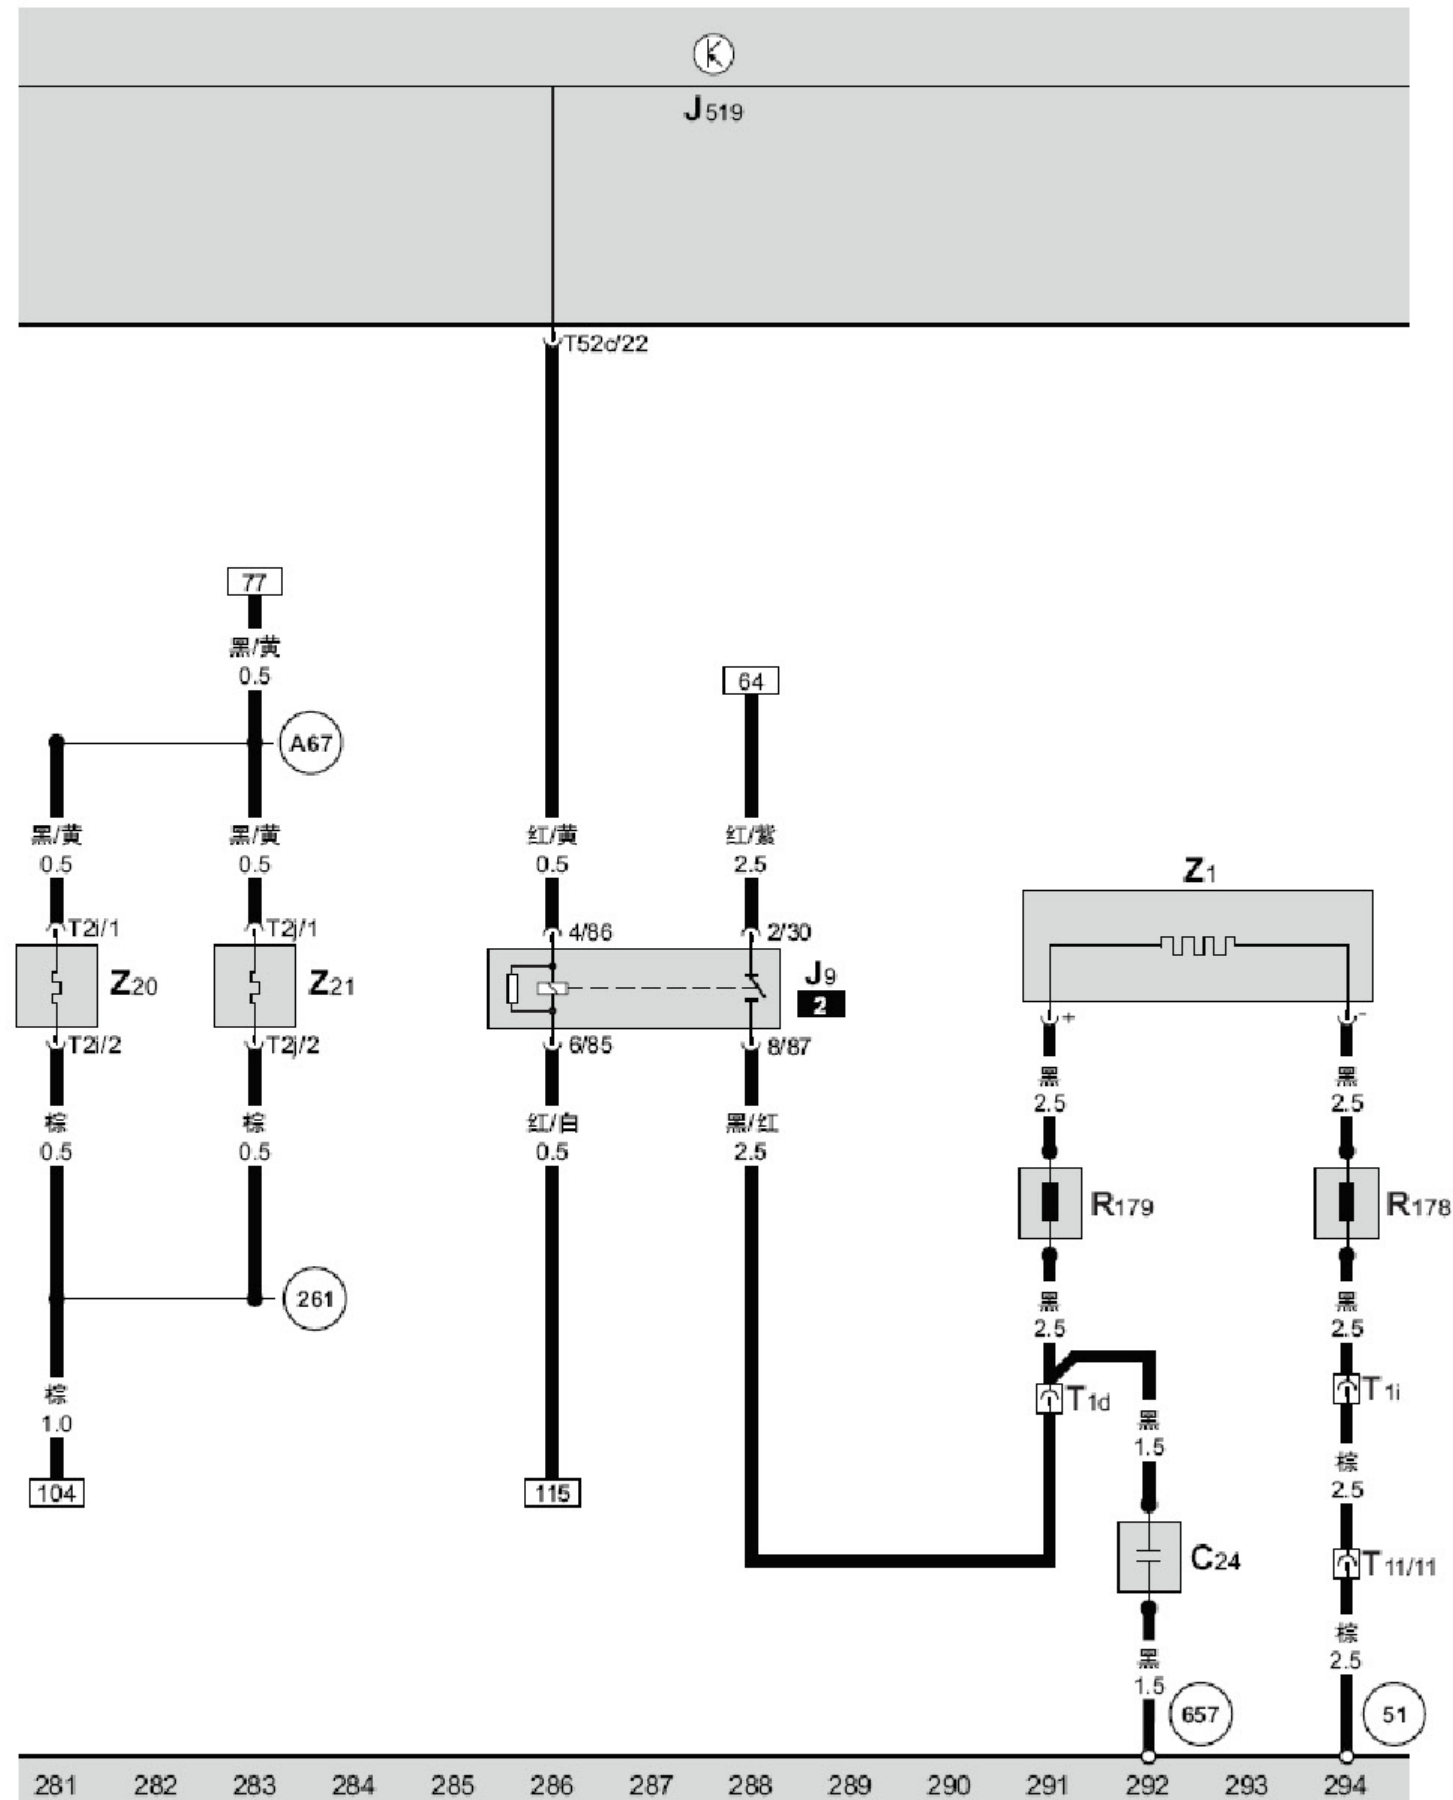 J519
T52c/22
77
黑/黄
0.5
64
A67
黑/黄 黑/黄 红/黄 红/紫
0.5 0.5 0.5 2.5
Z1
T2i/1 T2j/1 4/86 2/30
Z20 Z21 J9
2
+ -
T2i/2 T2j/2 6/85 8/87
黑 黑
2.5 2.5
棕 棕 红/白 黑/红
0.5 0.5 0.5 2.5
R179 R178
261
黑 黑
2.5 2.5
棕
1.0
T1d T1i
黑
1.5
棕
2.5
104 115
C24 T11/11
棕
2.5
黑
1.5
657 51
281 282 283 284 285 286 287 288 289 290 291 292 293 294